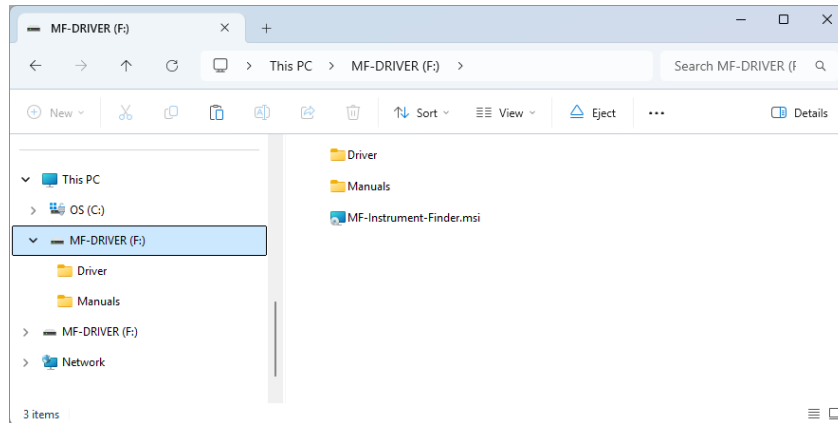 MF-DRIVER (F:)
This PC > MF-DRIVER (F:) >
Search MF-DRIVER (F
New
Sort
View
Eject
Details
This PC
OS (C:)
MF-DRIVER (F:)
Driver
Manuals
MF-DRIVER (F:)
Network
Driver
Manuals
MF-Instrument-Finder.msi
3 items